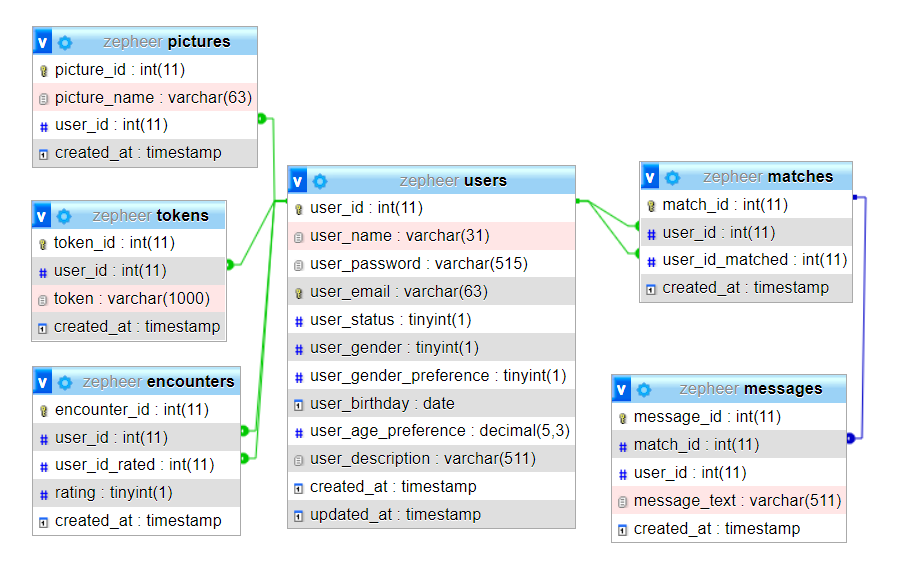 v zepheer pictures
picture_id : int(11)
picture_name : varchar(63)
user_id : int(11)
created_at : timestamp
v zepheer tokens
token_id : int(11)
user_id : int(11)
token : varchar(1000)
created_at : timestamp
v zepheer encounters
encounter_id : int(11)
user_id : int(11)
user_id_rated : int(11)
rating : tinyint(1)
created_at : timestamp
v zepheer users
user_id : int(11)
user_name : varchar(31)
user_password : varchar(515)
user_email : varchar(63)
user_status : tinyint(1)
user_gender : tinyint(1)
user_gender_preference : tinyint(1)
user_birthday : date
user_age_preference : decimal(5,3)
user_description : varchar(511)
created_at : timestamp
updated_at : timestamp
v zepheer matches
match_id : int(11)
user_id : int(11)
user_id_matched : int(11)
created_at : timestamp
v zepheer messages
message_id : int(11)
match_id : int(11)
user_id : int(11)
message_text : varchar(511)
created_at : timestamp